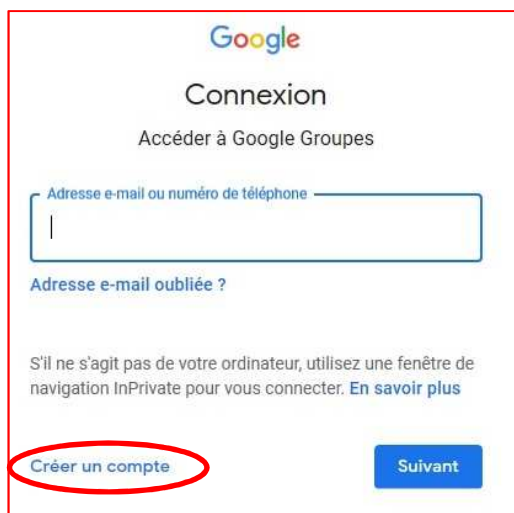 Google
Connexion
Accéder à Google Groupes
Adresse e-mail ou numéro de téléphone
Adresse e-mail oubliée ?
S'il ne s'agit pas de votre ordinateur, utilisez une fenêtre de
navigation InPrivate pour vous connecter. En savoir plus
Créer un compte
Suivant